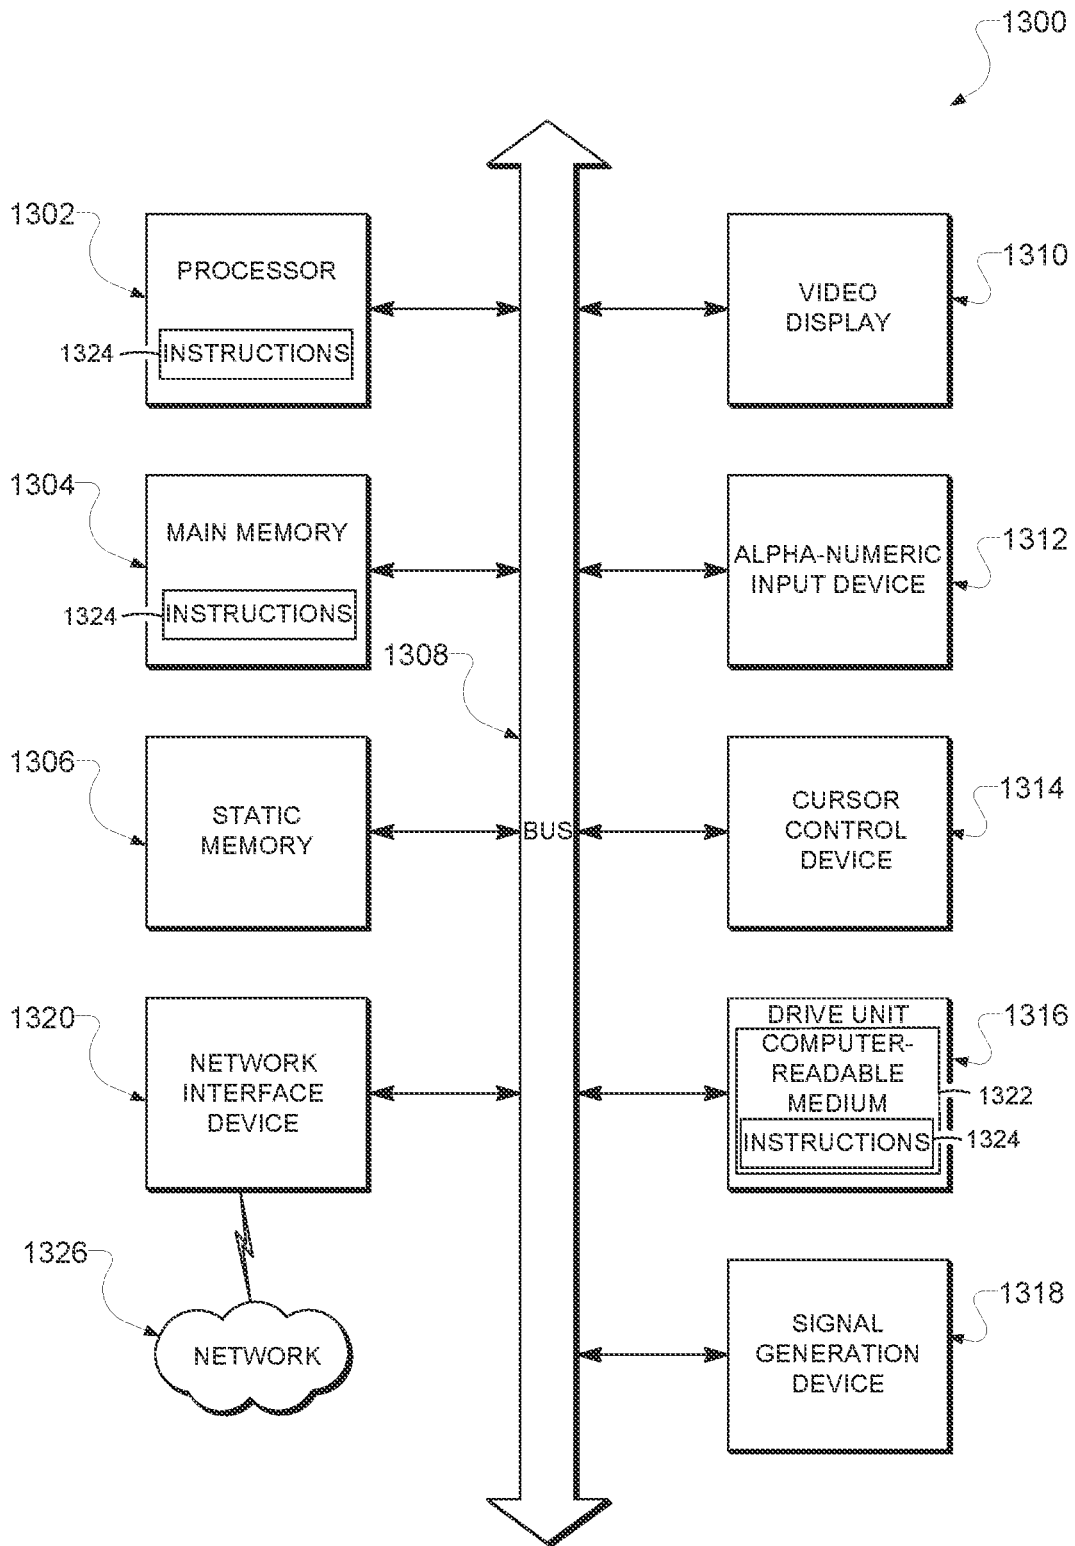 1300
1302
PROCESSOR
1324
INSTRUCTIONS
1310
VIDEO
DISPLAY
1304
MAIN MEMORY
1324
INSTRUCTIONS
1312
ALPHA-NUMERIC
INPUT DEVICE
1308
BUS
1306
STATIC
MEMORY
1314
CURSOR
CONTROL
DEVICE
1320
NETWORK
INTERFACE
DEVICE
1316
DRIVE UNIT
COMPUTER-
READABLE
MEDIUM
1322
INSTRUCTIONS
1324
1326
NETWORK
1318
SIGNAL
GENERATION
DEVICE